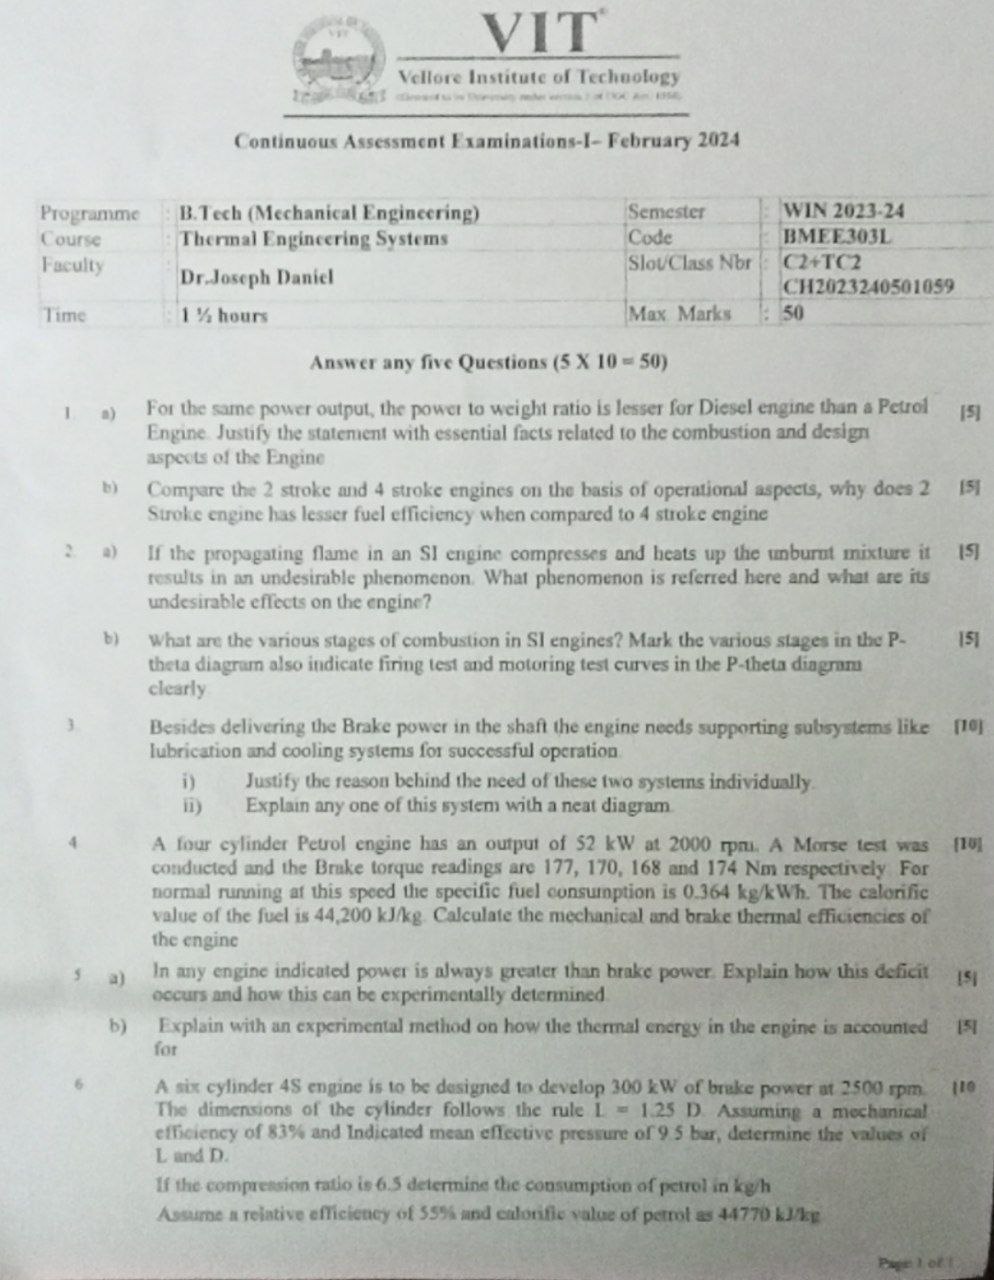 VIT
Vellore Institute of Technology
Continuous Assessment Examinations-I– February 2024
Programme : B.Tech (Mechanical Engineering) Semester : WIN 2023-24
Course : Thermal Engineering Systems Code : BMEE303L
Faculty : Dr.Joseph Daniel Slot/Class Nbr : C2+TC2
CH2023240501059
Time : 1 ½ hours Max. Marks : 50
Answer any five Questions (5 X 10 = 50)
1. a) For the same power output, the power to weight ratio is lesser for Diesel engine than a Petrol [5]
Engine. Justify the statement with essential facts related to the combustion and design
aspects of the Engine
b) Compare the 2 stroke and 4 stroke engines on the basis of operational aspects, why does 2 [5]
Stroke engine has lesser fuel efficiency when compared to 4 stroke engine
2. a) If the propagating flame in an SI engine compresses and heats up the unburnt mixture it [5]
results in an undesirable phenomenon. What phenomenon is referred here and what are its
undesirable effects on the engine?
b) What are the various stages of combustion in SI engines? Mark the various stages in the P- [5]
theta diagram also indicate firing test and motoring test curves in the P-theta diagram
clearly
3. Besides delivering the Brake power in the shaft the engine needs supporting subsystems like [10]
lubrication and cooling systems for successful operation.
i) Justify the reason behind the need of these two systems individually.
ii) Explain any one of this system with a neat diagram.
4 A four cylinder Petrol engine has an output of 52 kW at 2000 rpm. A Morse test was [10]
conducted and the Brake torque readings are 177, 170, 168 and 174 Nm respectively. For
normal running at this speed the specific fuel consumption is 0.364 kg/kWh. The calorific
value of the fuel is 44,200 kJ/kg. Calculate the mechanical and brake thermal efficiencies of
the engine
5 a) In any engine indicated power is always greater than brake power. Explain how this deficit [5]
occurs and how this can be experimentally determined.
b) Explain with an experimental method on how the thermal energy in the engine is accounted [5]
for
6 A six cylinder 4S engine is to be designed to develop 300 kW of brake power at 2500 rpm. [10
The dimensions of the cylinder follows the rule L = 1.25 D. Assuming a mechanical
efficiency of 83% and Indicated mean effective pressure of 9.5 bar, determine the values of
L and D.
If the compression ratio is 6.5 determine the consumption of petrol in kg/h
Assume a relative efficiency of 55% and calorific value of petrol as 44770 kJ/kg
Page 1 of 1